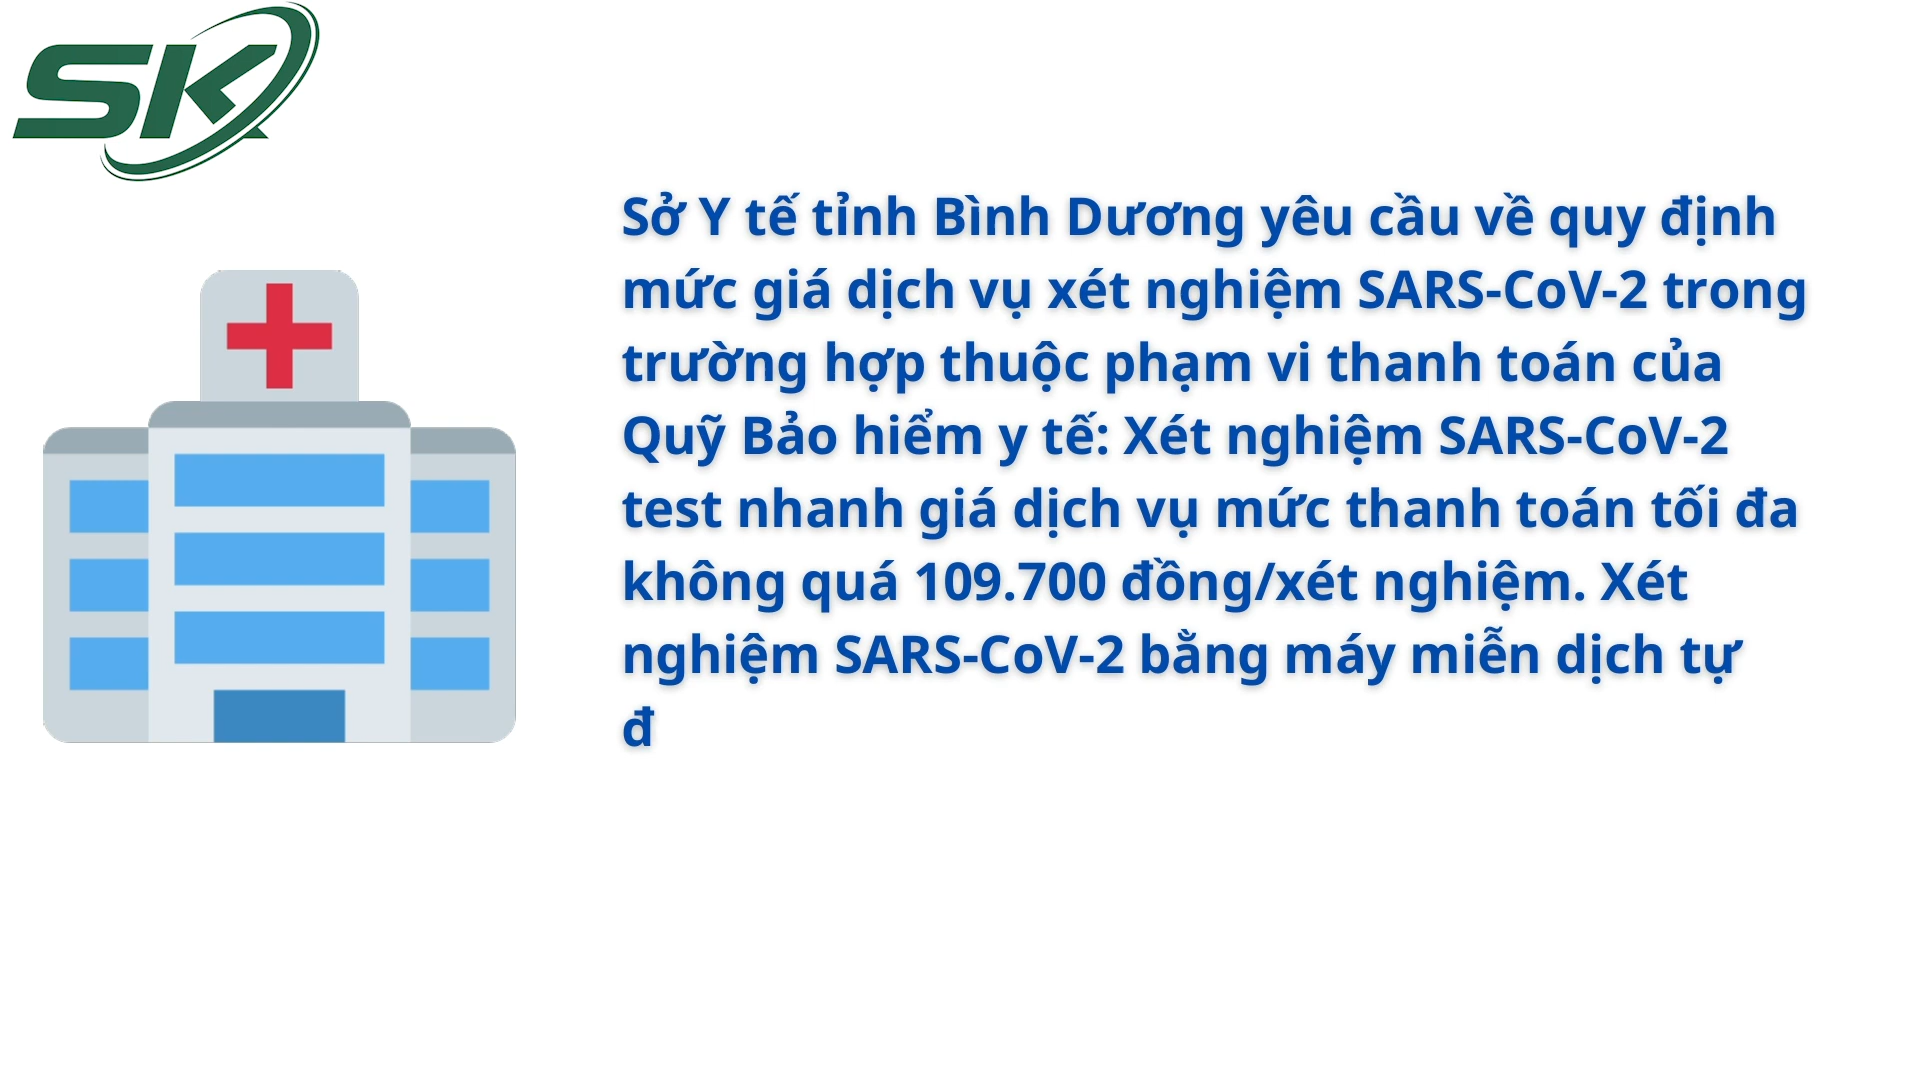 SK
Sở Y tế tỉnh Bình Dương yêu cầu về quy định
mức giá dịch vụ xét nghiệm SARS-CoV-2 trong
trường hợp thuộc phạm vi thanh toán của
Quỹ Bảo hiểm y tế: Xét nghiệm SARS-CoV-2
test nhanh giá dịch vụ mức thanh toán tối đa
không quá 109.700 đồng/xét nghiệm. Xét
nghiệm SARS-CoV-2 bằng máy miễn dịch tự
đ